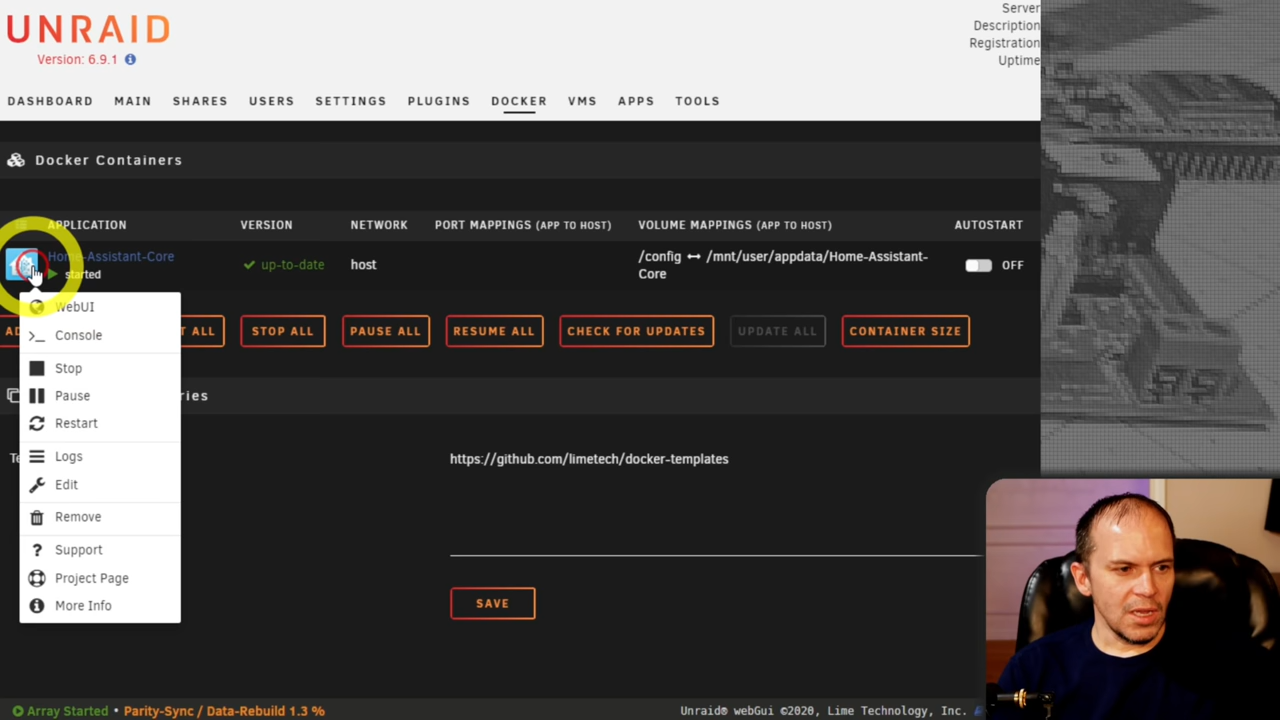 UNRAID
Version: 6.9.1
Server
Description
Registration
Uptime
DASHBOARD MAIN SHARES USERS SETTINGS PLUGINS DOCKER VMS APPS TOOLS
Docker Containers
APPLICATION VERSION NETWORK PORT MAPPINGS (APP TO HOST) VOLUME MAPPINGS (APP TO HOST) AUTOSTART
Home-Assistant-Core
started
up-to-date
host
/config ↔ /mnt/user/appdata/Home-Assistant-
Core
OFF
WebUI
Console
Stop
Pause
Restart
Logs
Edit
Remove
Support
Project Page
More Info
AD T ALL STOP ALL PAUSE ALL RESUME ALL CHECK FOR UPDATES UPDATE ALL CONTAINER SIZE
ries
Te
https://github.com/limetech/docker-templates
SAVE
Array Started • Parity-Sync / Data-Rebuild 1.3 %
Unraid® webGui ©2020, Lime Technology, Inc.